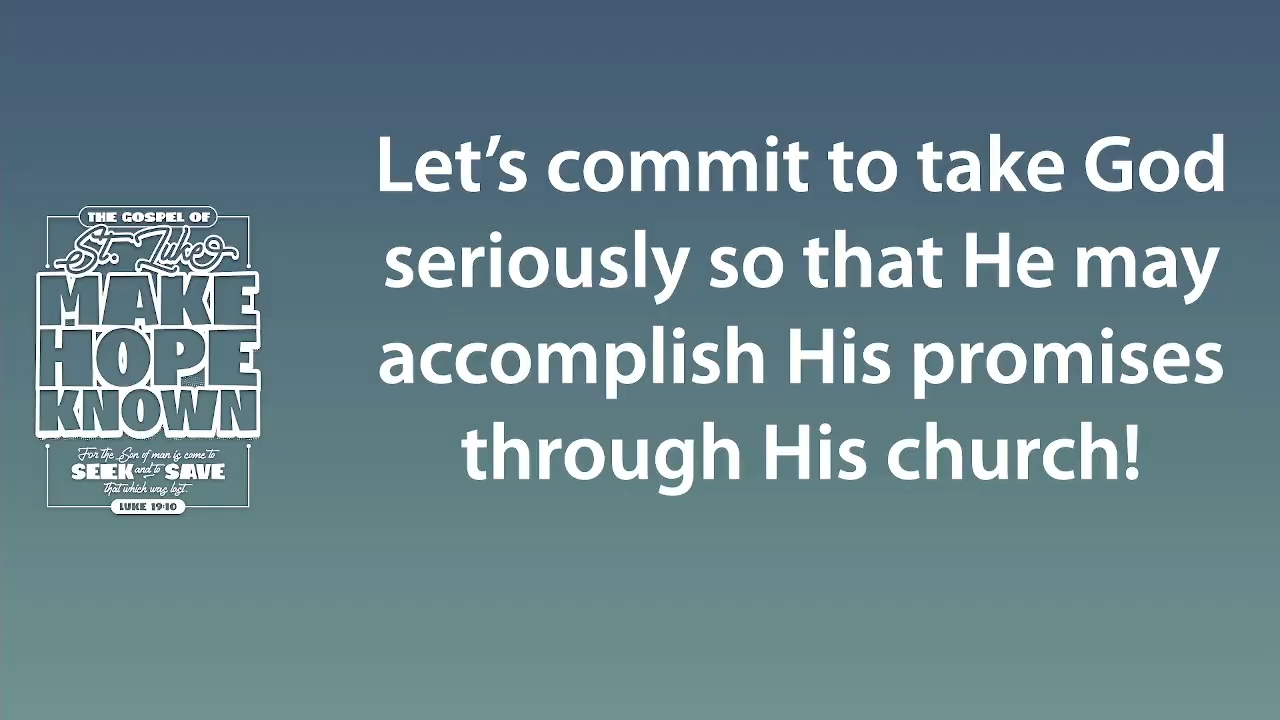 THE GOSPEL OF
St. Luke
MAKE
HOPE
KNOWN
For the Son of man is come to
SEEK and to SAVE
that which was lost.
LUKE 19:10
Let’s commit to take God
seriously so that He may
accomplish His promises
through His church!